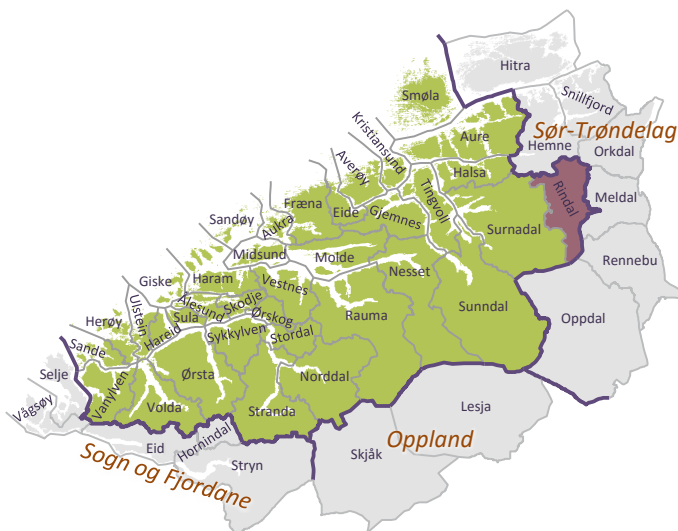 Hitra
Smøla
Snillfjord
Kristiansund
Aure
Sør-Trøndelag
Hemne
Orkdal
Averøy
Halsa
Tingvoll
Rindal
Meldal
Fræna
Eide
Gjemnes
Sandøy
Aukra
Surnadal
Midsund
Molde
Rennebu
Nesset
Giske
Haram
Vestnes
Sunndal
Oppdal
Ålesund
Skodje
Ulstein
Sula
Ørskog
Rauma
Herøy
Hareid
Sykkylven
Stordal
Sande
Selje
Ørsta
Norddal
Vanylven
Volda
Stranda
Lesja
Vågsøy
Eid
Hornindal
Oppland
Skjåk
Stryn
Sogn og Fjordane